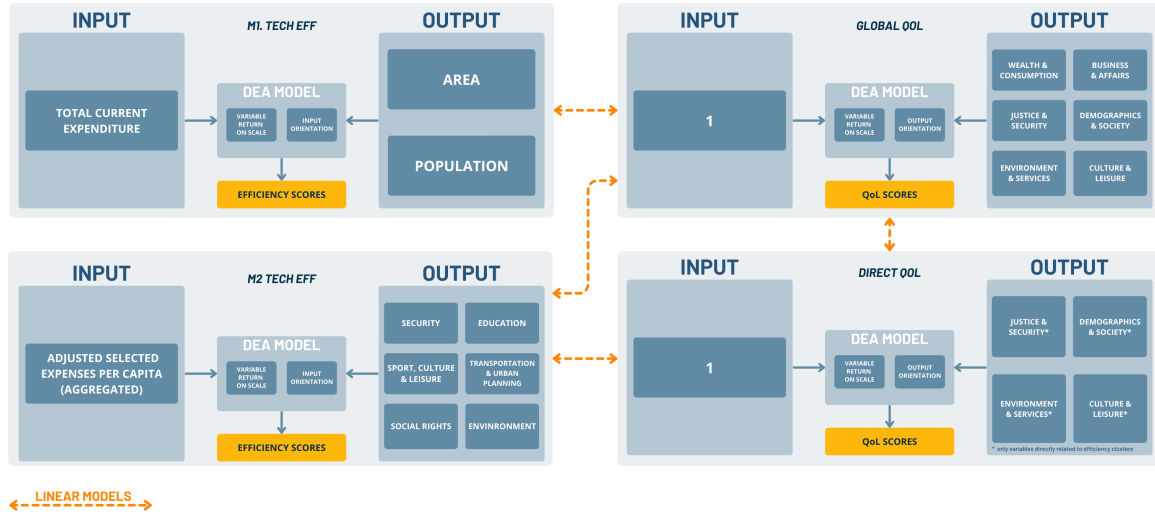 INPUT
M1. TECH EFF
OUTPUT
TOTAL CURRENT
EXPENDITURE
DEA MODEL
VARIABLE
RETURN
ON SCALE
INPUT
ORIENTATION
EFFICIENCY SCORES
AREA
POPULATION
INPUT
GLOBAL QOL
OUTPUT
1
DEA MODEL
VARIABLE
RETURN
ON SCALE
OUTPUT
ORIENTATION
QoL SCORES
WEALTH &
CONSUMPTION
BUSINESS
& AFFAIRS
JUSTICE &
SECURITY
DEMOGRAPHICS
& SOCIETY
ENVIRONMENT
& SERVICES
CULTURE &
LEISURE
INPUT
M2 TECH EFF
OUTPUT
ADJUSTED SELECTED
EXPENSES PER CAPITA
(AGGREGATED)
DEA MODEL
VARIABLE
RETURN
ON SCALE
INPUT
ORIENTATION
EFFICIENCY SCORES
SECURITY
EDUCATION
SPORT, CULTURE
& LEISURE
TRANSPORTATION
& URBAN
PLANNING
SOCIAL RIGHTS
ENVINRONMENT
INPUT
DIRECT QOL
OUTPUT
1
DEA MODEL
VARIABLE
RETURN
ON SCALE
OUTPUT
ORIENTATION
QoL SCORES
JUSTICE &
SECURITY*
DEMOGRAPHICS
& SOCIETY*
ENVIRONMENT
& SERVICES*
CULTURE &
LEISURE*
* only variables directly related to efficiency clusters
LINEAR MODELS